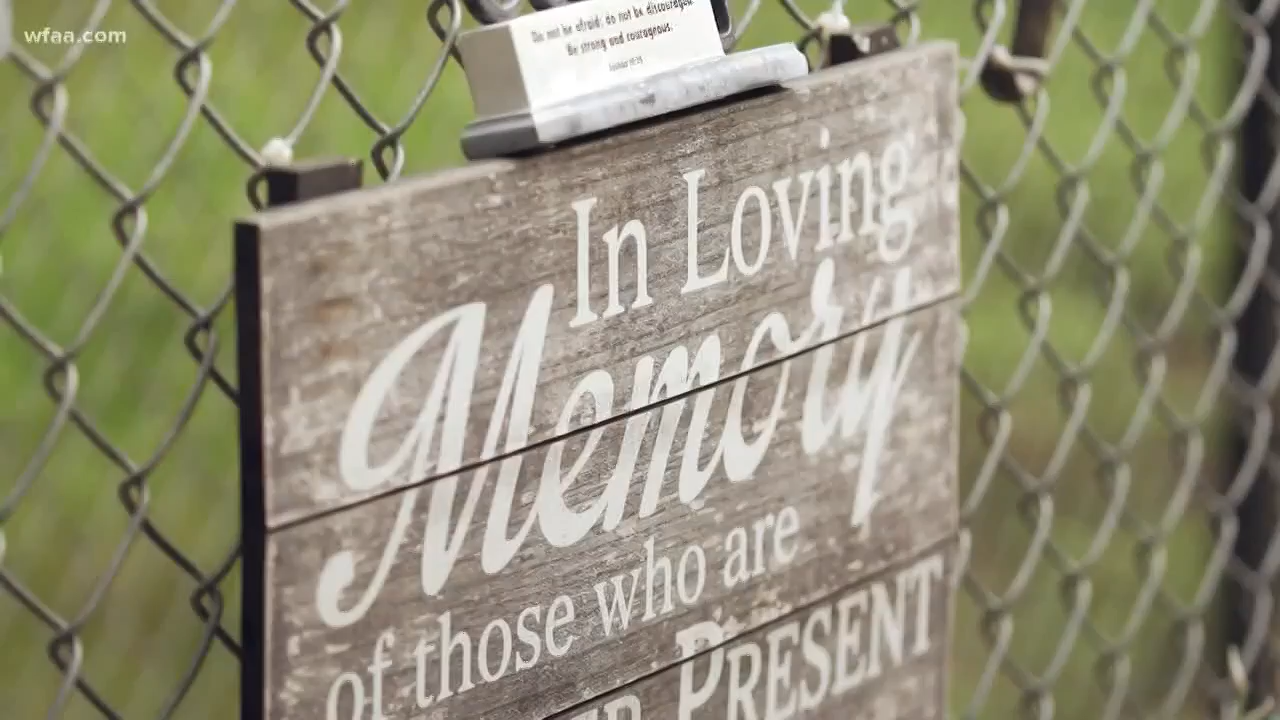 wfaa.com
Do not be afraid; do not be discouraged.
Be strong and courageous.
In Loving
Memory
of those who are
PRESENT